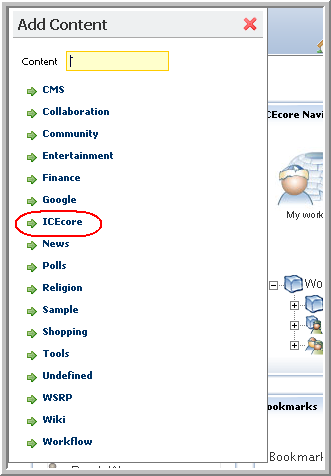 Add Content
Content
CMS
Collaboration
Community
Entertainment
Finance
Google
ICEcore
News
Polls
Religion
Sample
Shopping
Tools
Undefined
WSRP
Wiki
Workflow
ICEcore Navi
My work
Wo
ookmarks
Bookmark